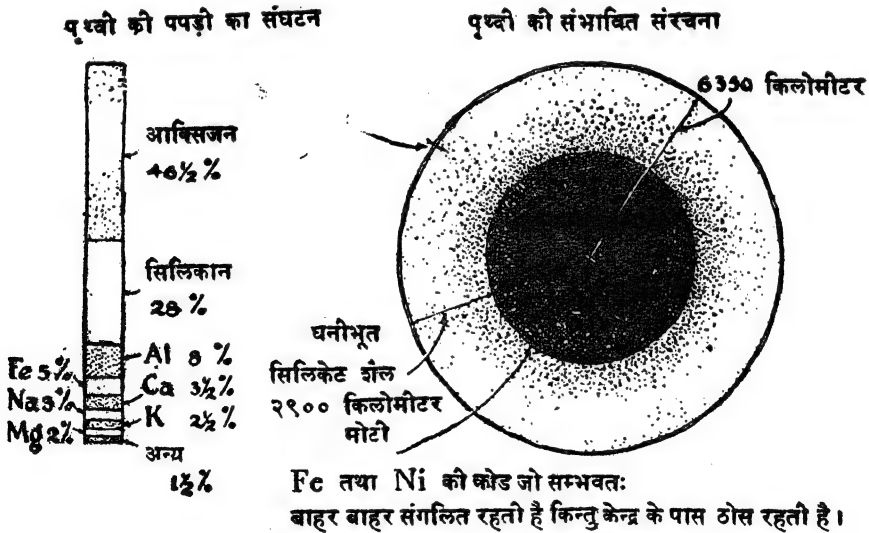 पृथ्वी की पपड़ी का संघटन
आक्सिजन
46½ %
सिलिकान
28 %
Al 8 %
Fe 5%
Ca 3½%
Na 3%
K 2½%
Mg 2%
अन्य
1½%
पृथ्वी की संभावित संरचना
6350 किलोमीटर
घनीभूत
सिलिकेट शैल
२९०० किलोमीटर
मोटी
Fe तथा Ni की कोड जो सम्भवतः
बाहर बाहर संगलित रहती है किन्तु केन्द्र के पास ठोस रहती है।